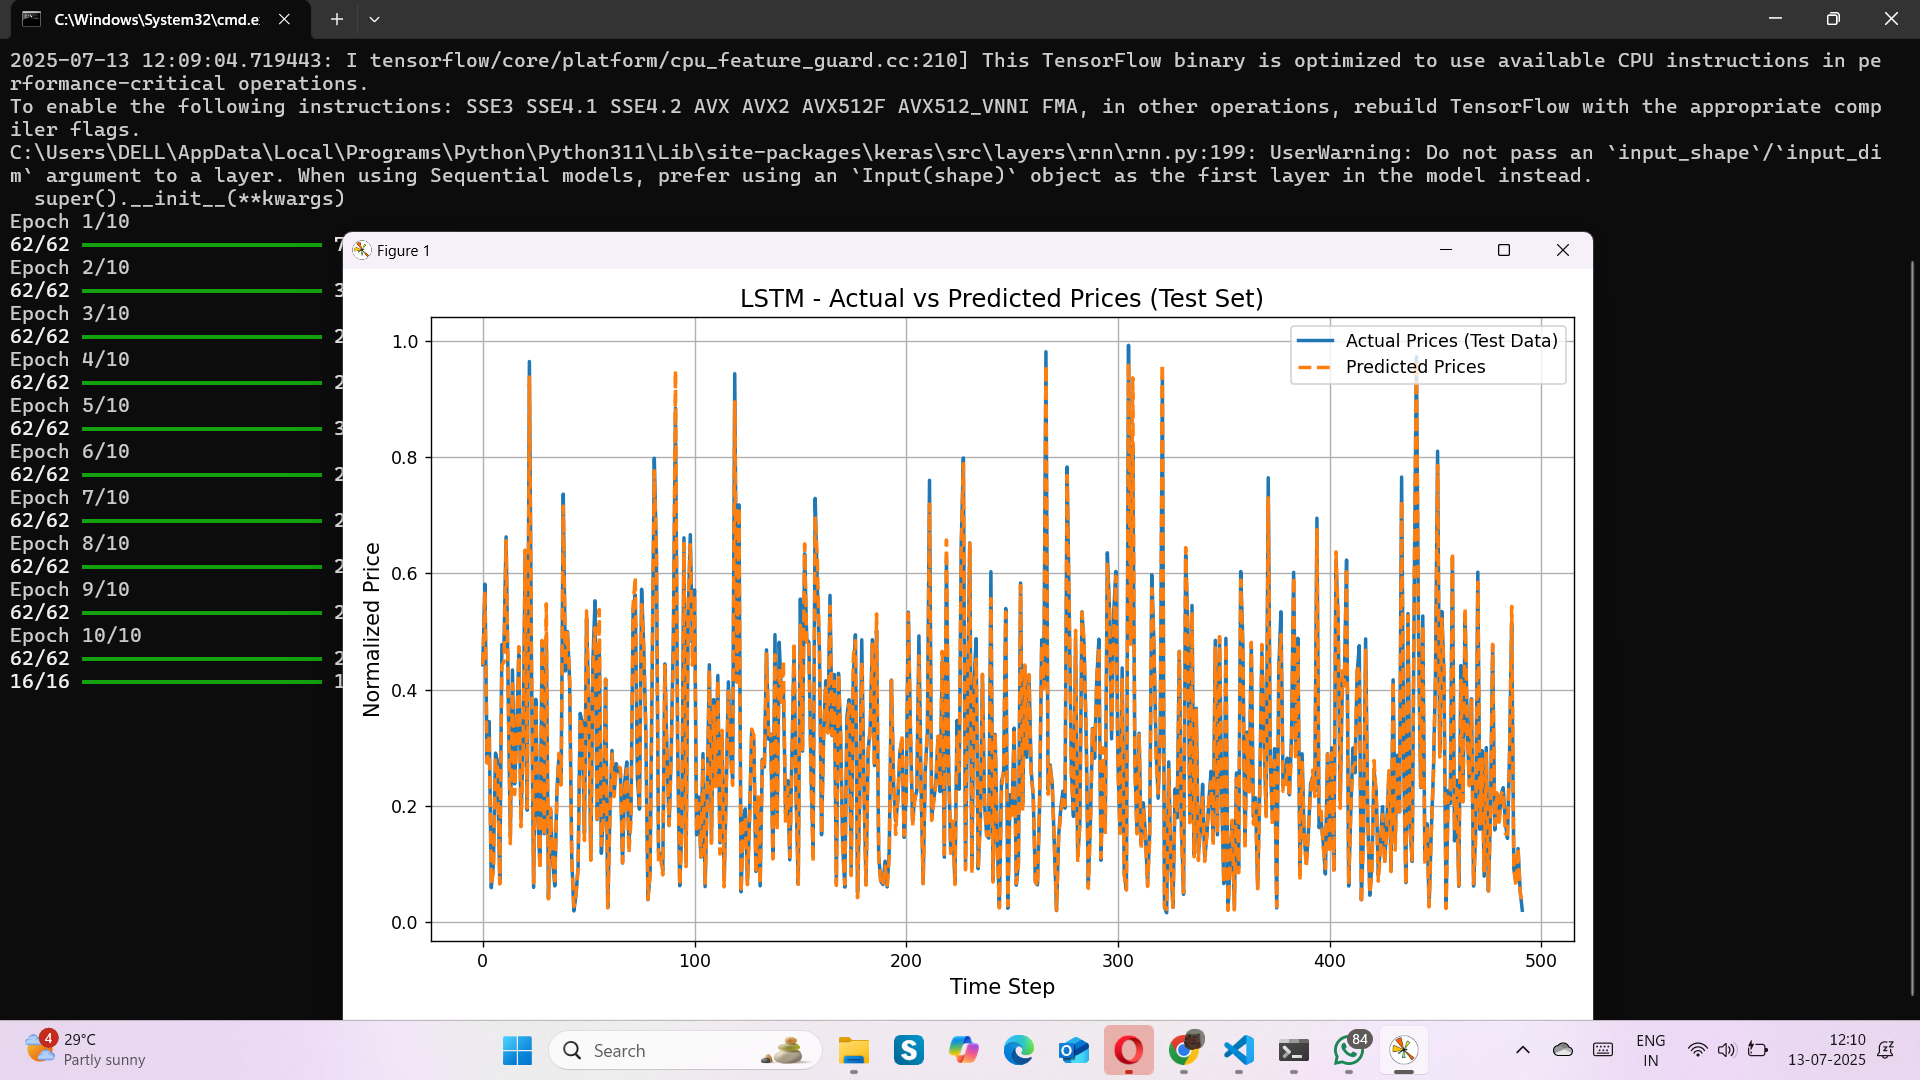 C:\Windows\System32\cmd.e
2025-07-13 12:09:04.719443: I tensorflow/core/platform/cpu_feature_guard.cc:210] This TensorFlow binary is optimized to use available CPU instructions in pe
rformance-critical operations.
To enable the following instructions: SSE3 SSE4.1 SSE4.2 AVX AVX2 AVX512F AVX512_VNNI FMA, in other operations, rebuild TensorFlow with the appropriate comp
iler flags.
C:\Users\DELL\AppData\Local\Programs\Python\Python311\Lib\site-packages\keras\src\layers\rnn\rnn.py:199: UserWarning: Do not pass an `input_shape`/`input_di
m` argument to a layer. When using Sequential models, prefer using an `Input(shape)` object as the first layer in the model instead.
super().__init__(**kwargs)
Epoch 1/10
62/62 7
Epoch 2/10
62/62 3
Epoch 3/10
62/62 2
Epoch 4/10
62/62 2
Epoch 5/10
62/62 3
Epoch 6/10
62/62 2
Epoch 7/10
62/62 2
Epoch 8/10
62/62 2
Epoch 9/10
62/62 2
Epoch 10/10
62/62 2
16/16 1
Figure 1
LSTM - Actual vs Predicted Prices (Test Set)
Actual Prices (Test Data)
Predicted Prices
Normalized Price
1.0
0.8
0.6
0.4
0.2
0.0
0 100 200 300 400 500
Time Step
4
29°C
Partly sunny
Search
S
84
ENG
IN
12:10
13-07-2025